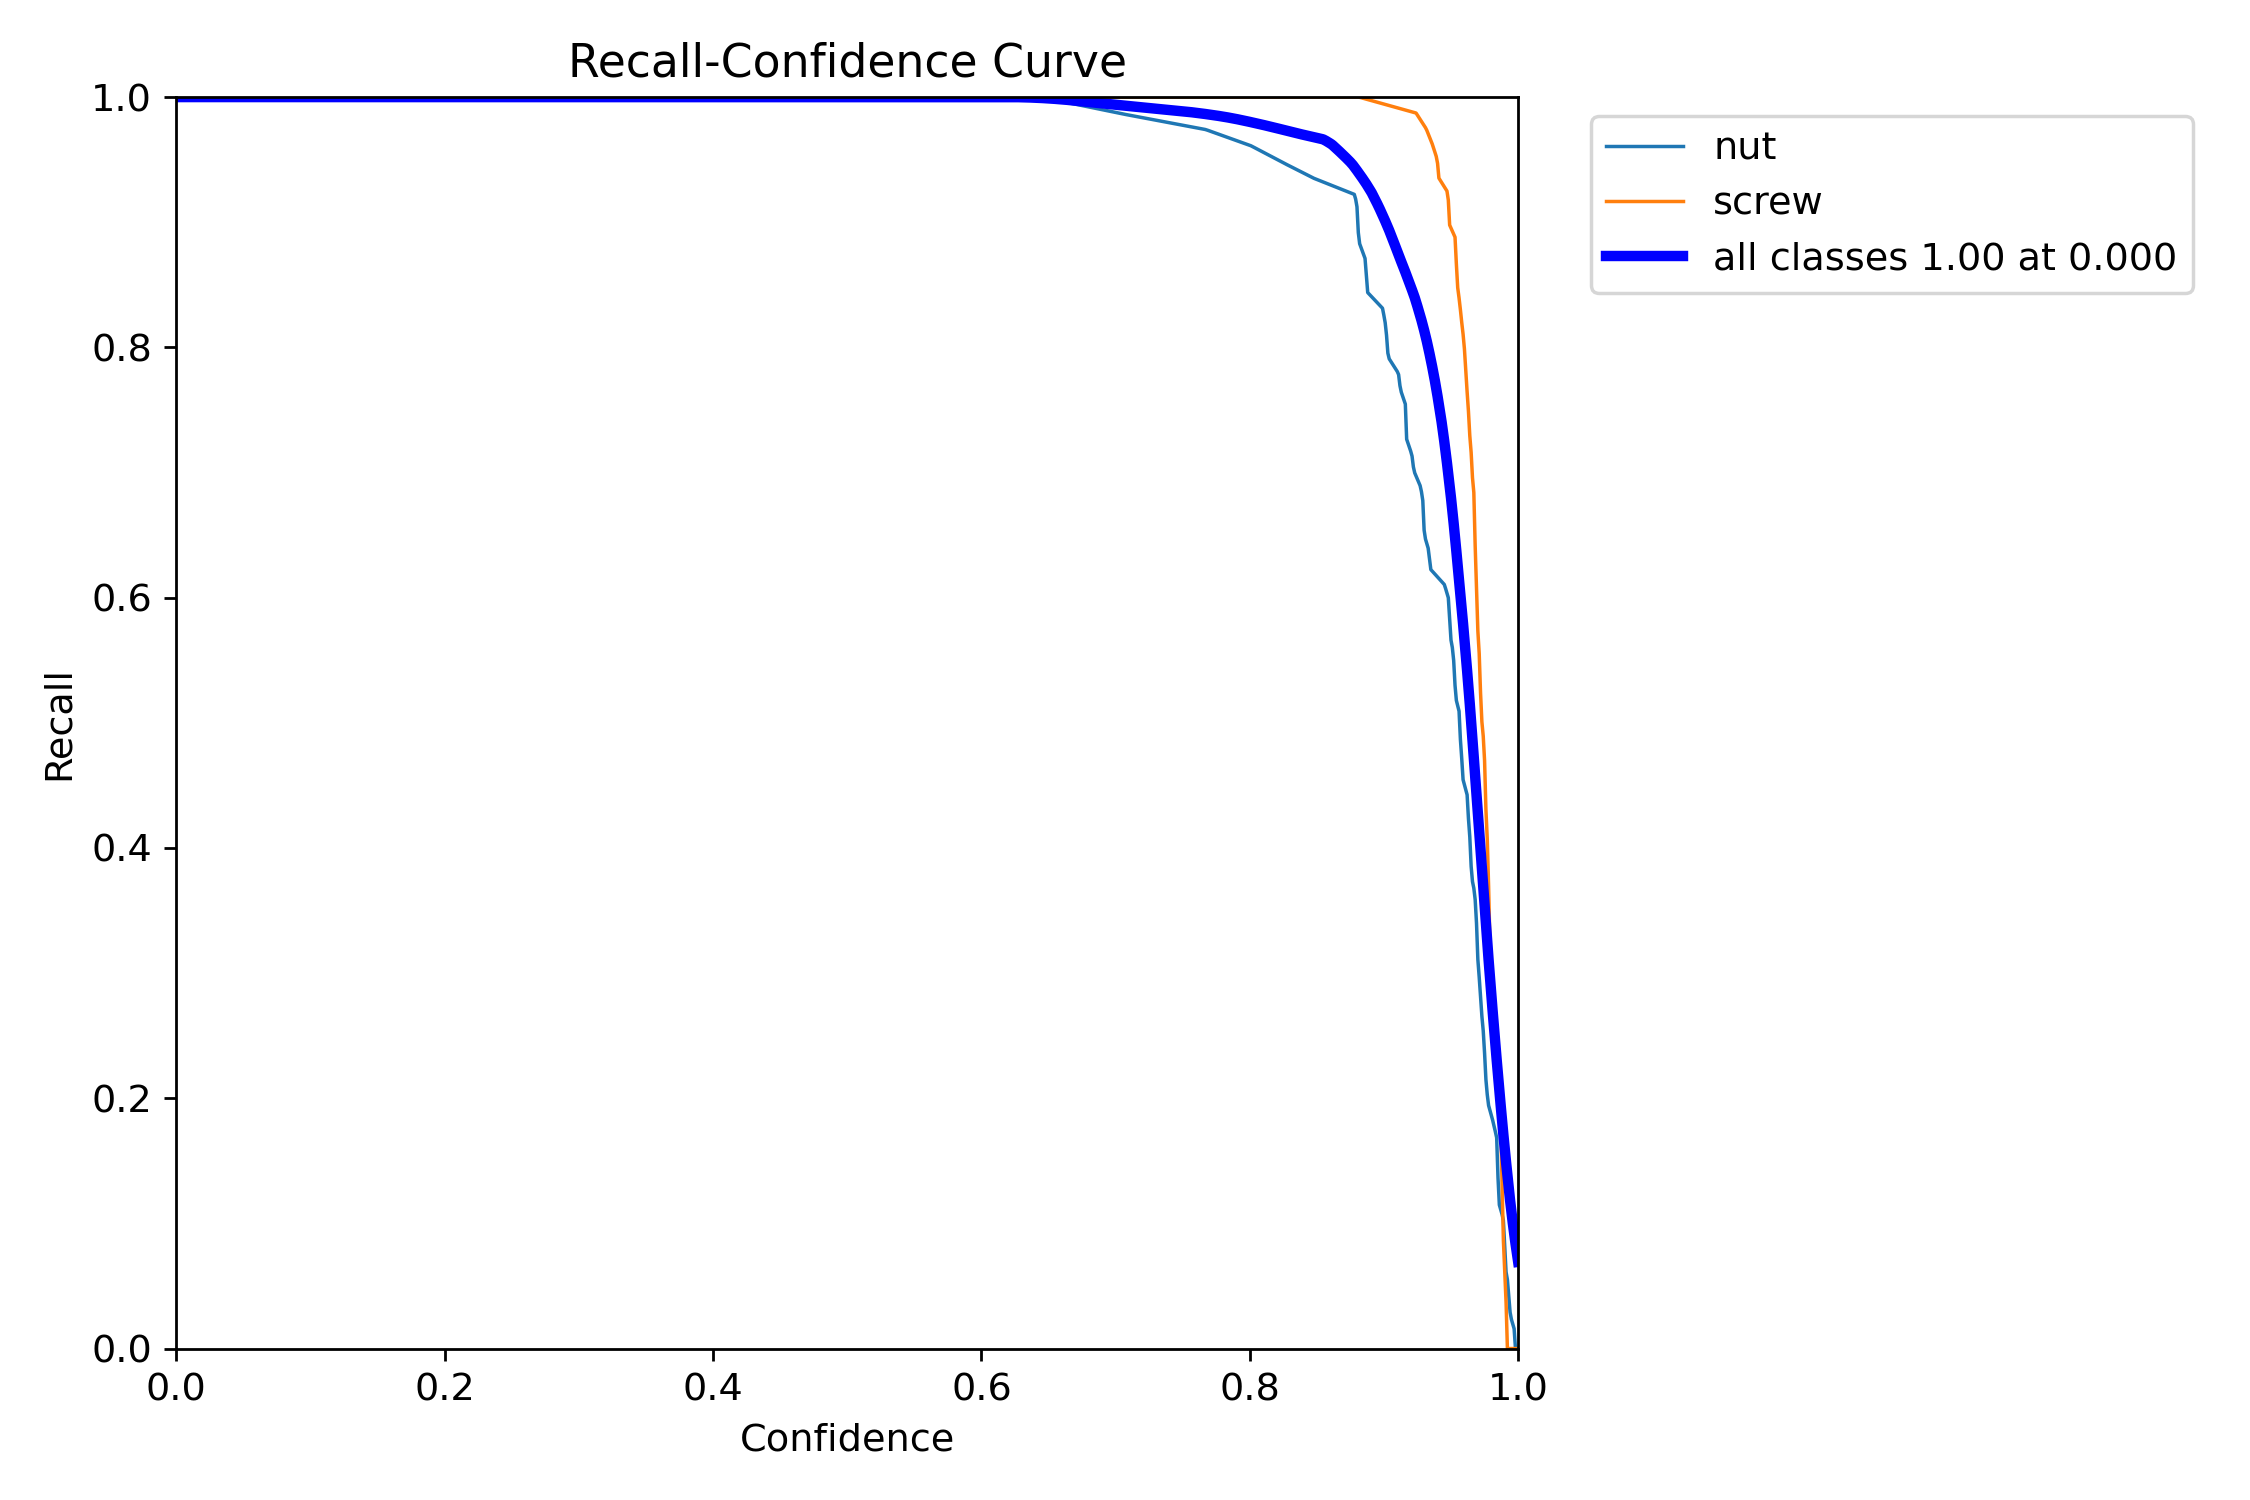 Recall-Confidence Curve
1.0
0.8
0.6
0.4
0.2
0.0
Recall
0.0 0.2 0.4 0.6 0.8 1.0
Confidence
nut
screw
all classes 1.00 at 0.000